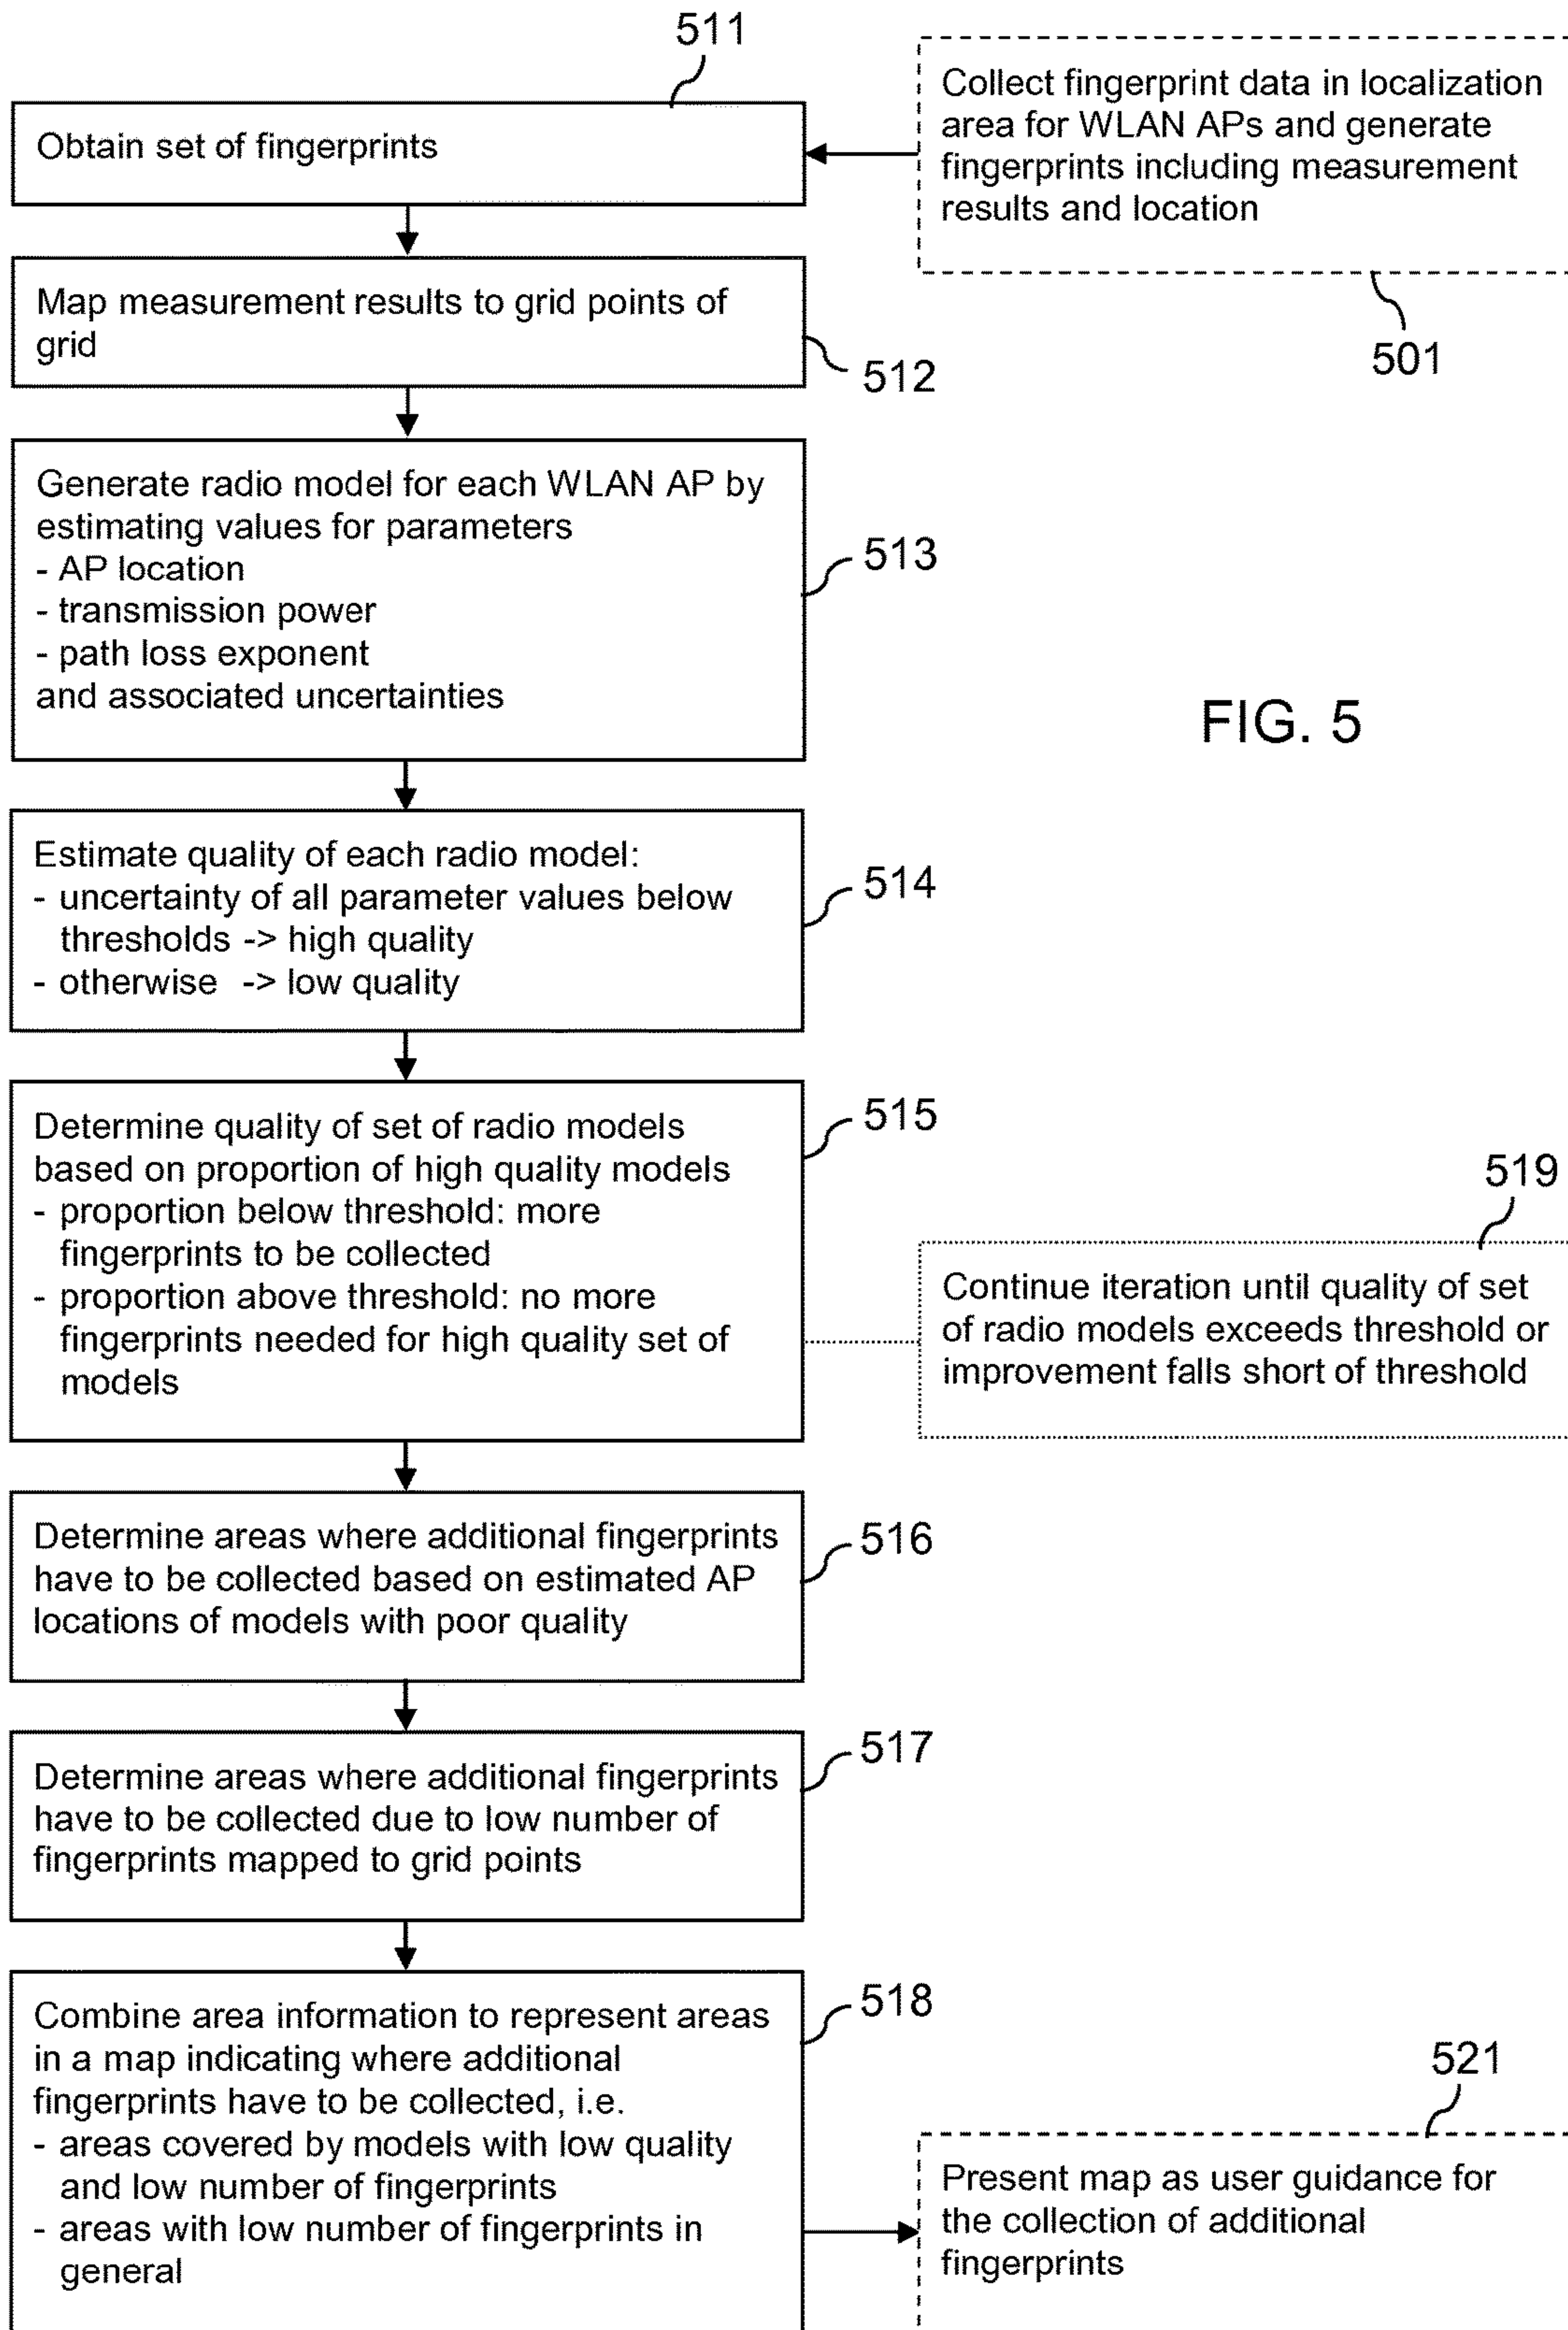 511
Obtain set of fingerprints
Collect fingerprint data in localization
area for WLAN APs and generate
fingerprints including measurement
results and location
501
Map measurement results to grid points of
grid
512
Generate radio model for each WLAN AP by
estimating values for parameters
- AP location
- transmission power
- path loss exponent
and associated uncertainties
513
FIG. 5
Estimate quality of each radio model:
- uncertainty of all parameter values below
thresholds -> high quality
- otherwise -> low quality
514
Determine quality of set of radio models
based on proportion of high quality models
- proportion below threshold: more
fingerprints to be collected
- proportion above threshold: no more
fingerprints needed for high quality set of
models
515
519
Continue iteration until quality of set
of radio models exceeds threshold or
improvement falls short of threshold
Determine areas where additional fingerprints
have to be collected based on estimated AP
locations of models with poor quality
516
Determine areas where additional fingerprints
have to be collected due to low number of
fingerprints mapped to grid points
517
Combine area information to represent areas
in a map indicating where additional
fingerprints have to be collected, i.e.
- areas covered by models with low quality
and low number of fingerprints
- areas with low number of fingerprints in
general
518
521
Present map as user guidance for
the collection of additional
fingerprints